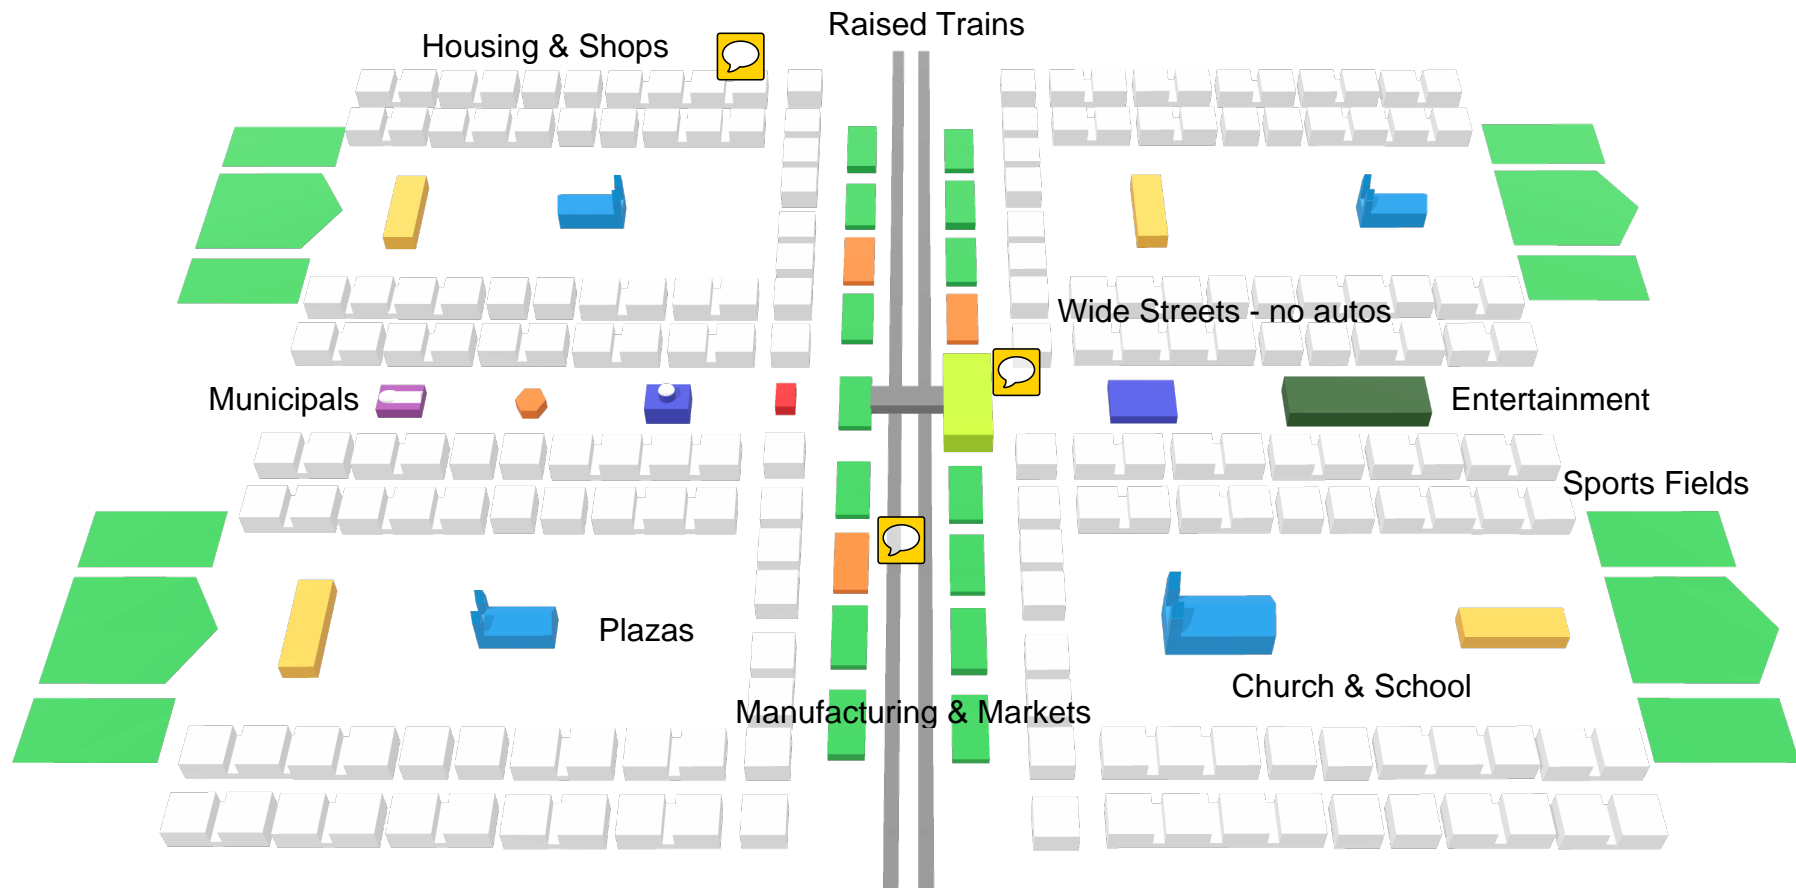 Raised Trains
Housing & Shops
Wide Streets - no autos
Municipals
Entertainment
Sports Fields
Plazas
Church & School
Manufacturing & Markets